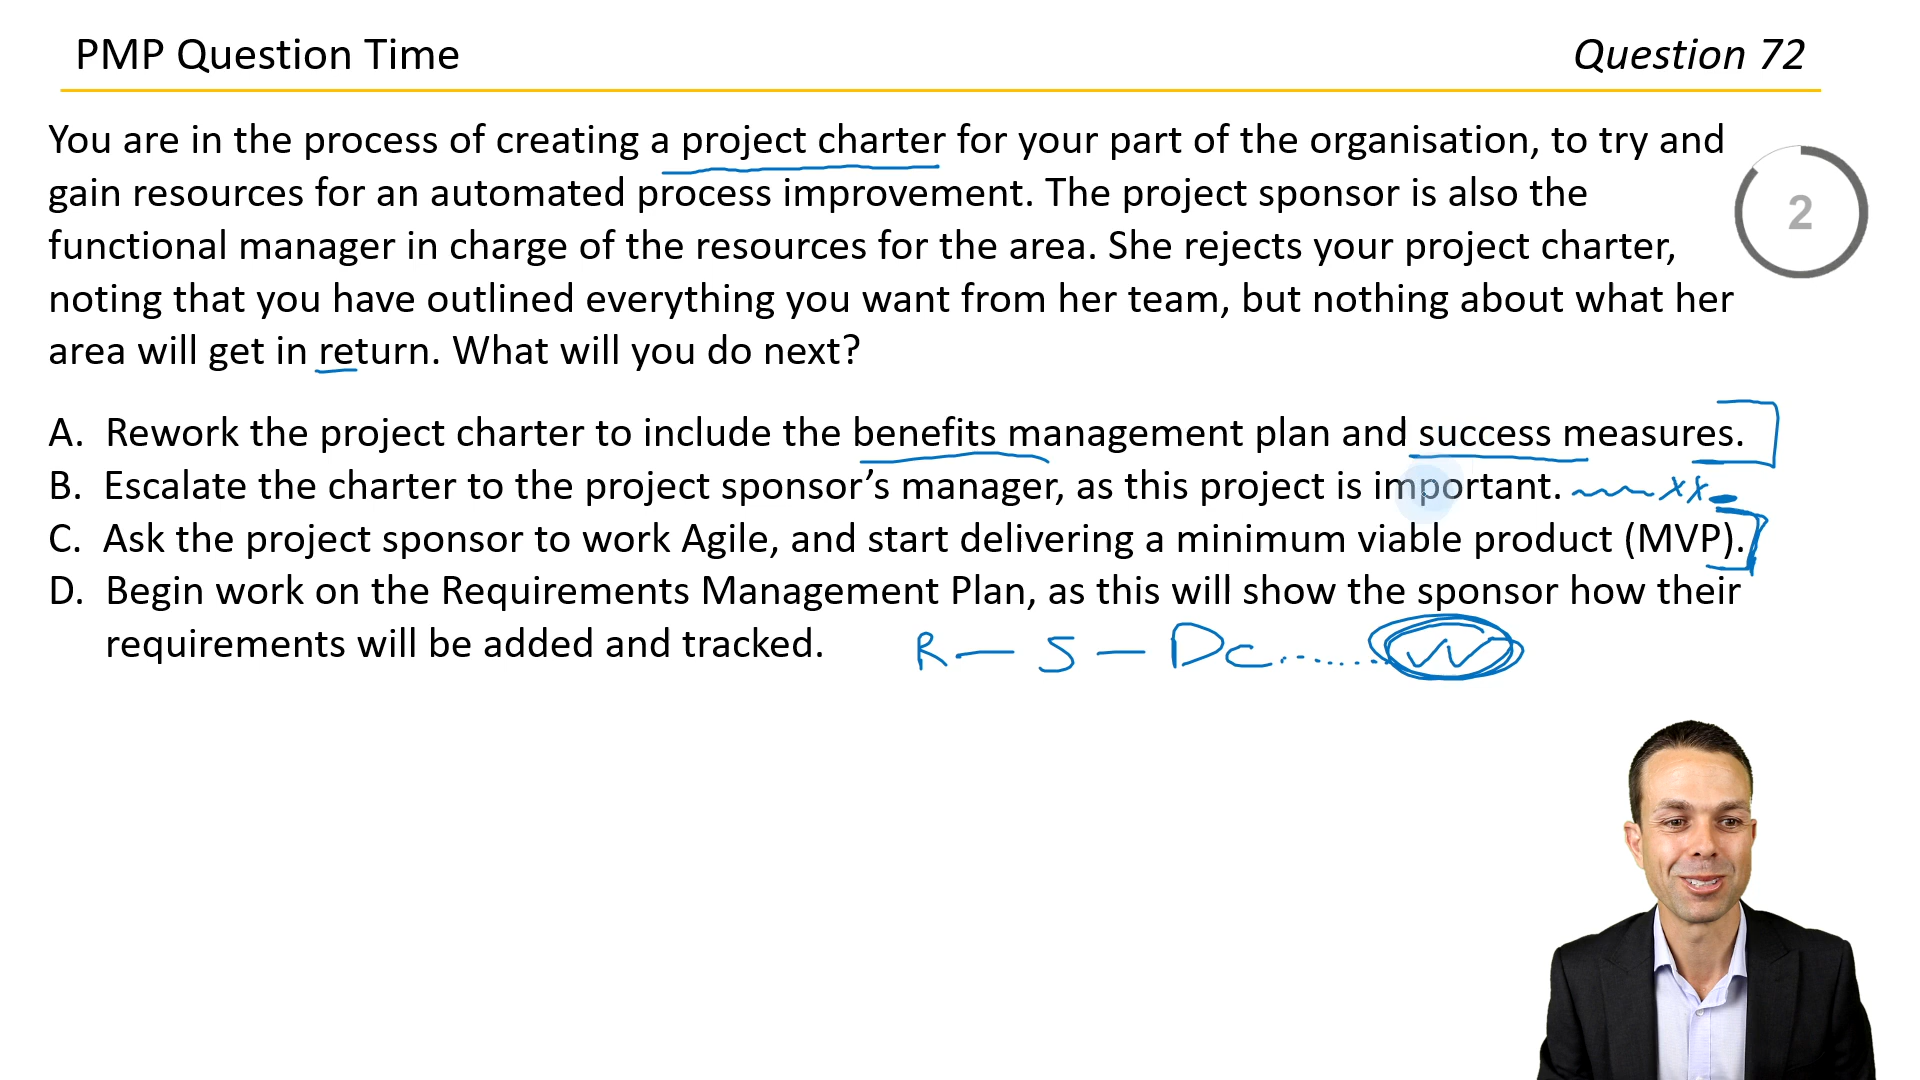 PMP Question Time
Question 72
You are in the process of creating a project charter for your part of the organisation, to try and
gain resources for an automated process improvement. The project sponsor is also the
functional manager in charge of the resources for the area. She rejects your project charter,
noting that you have outlined everything you want from her team, but nothing about what her
area will get in return. What will you do next?
2
A. Rework the project charter to include the benefits management plan and success measures.
B. Escalate the charter to the project sponsor’s manager, as this project is important.
xx
C. Ask the project sponsor to work Agile, and start delivering a minimum viable product (MVP).
D. Begin work on the Requirements Management Plan, as this will show the sponsor how their
requirements will be added and tracked.
R — S — Dc.......